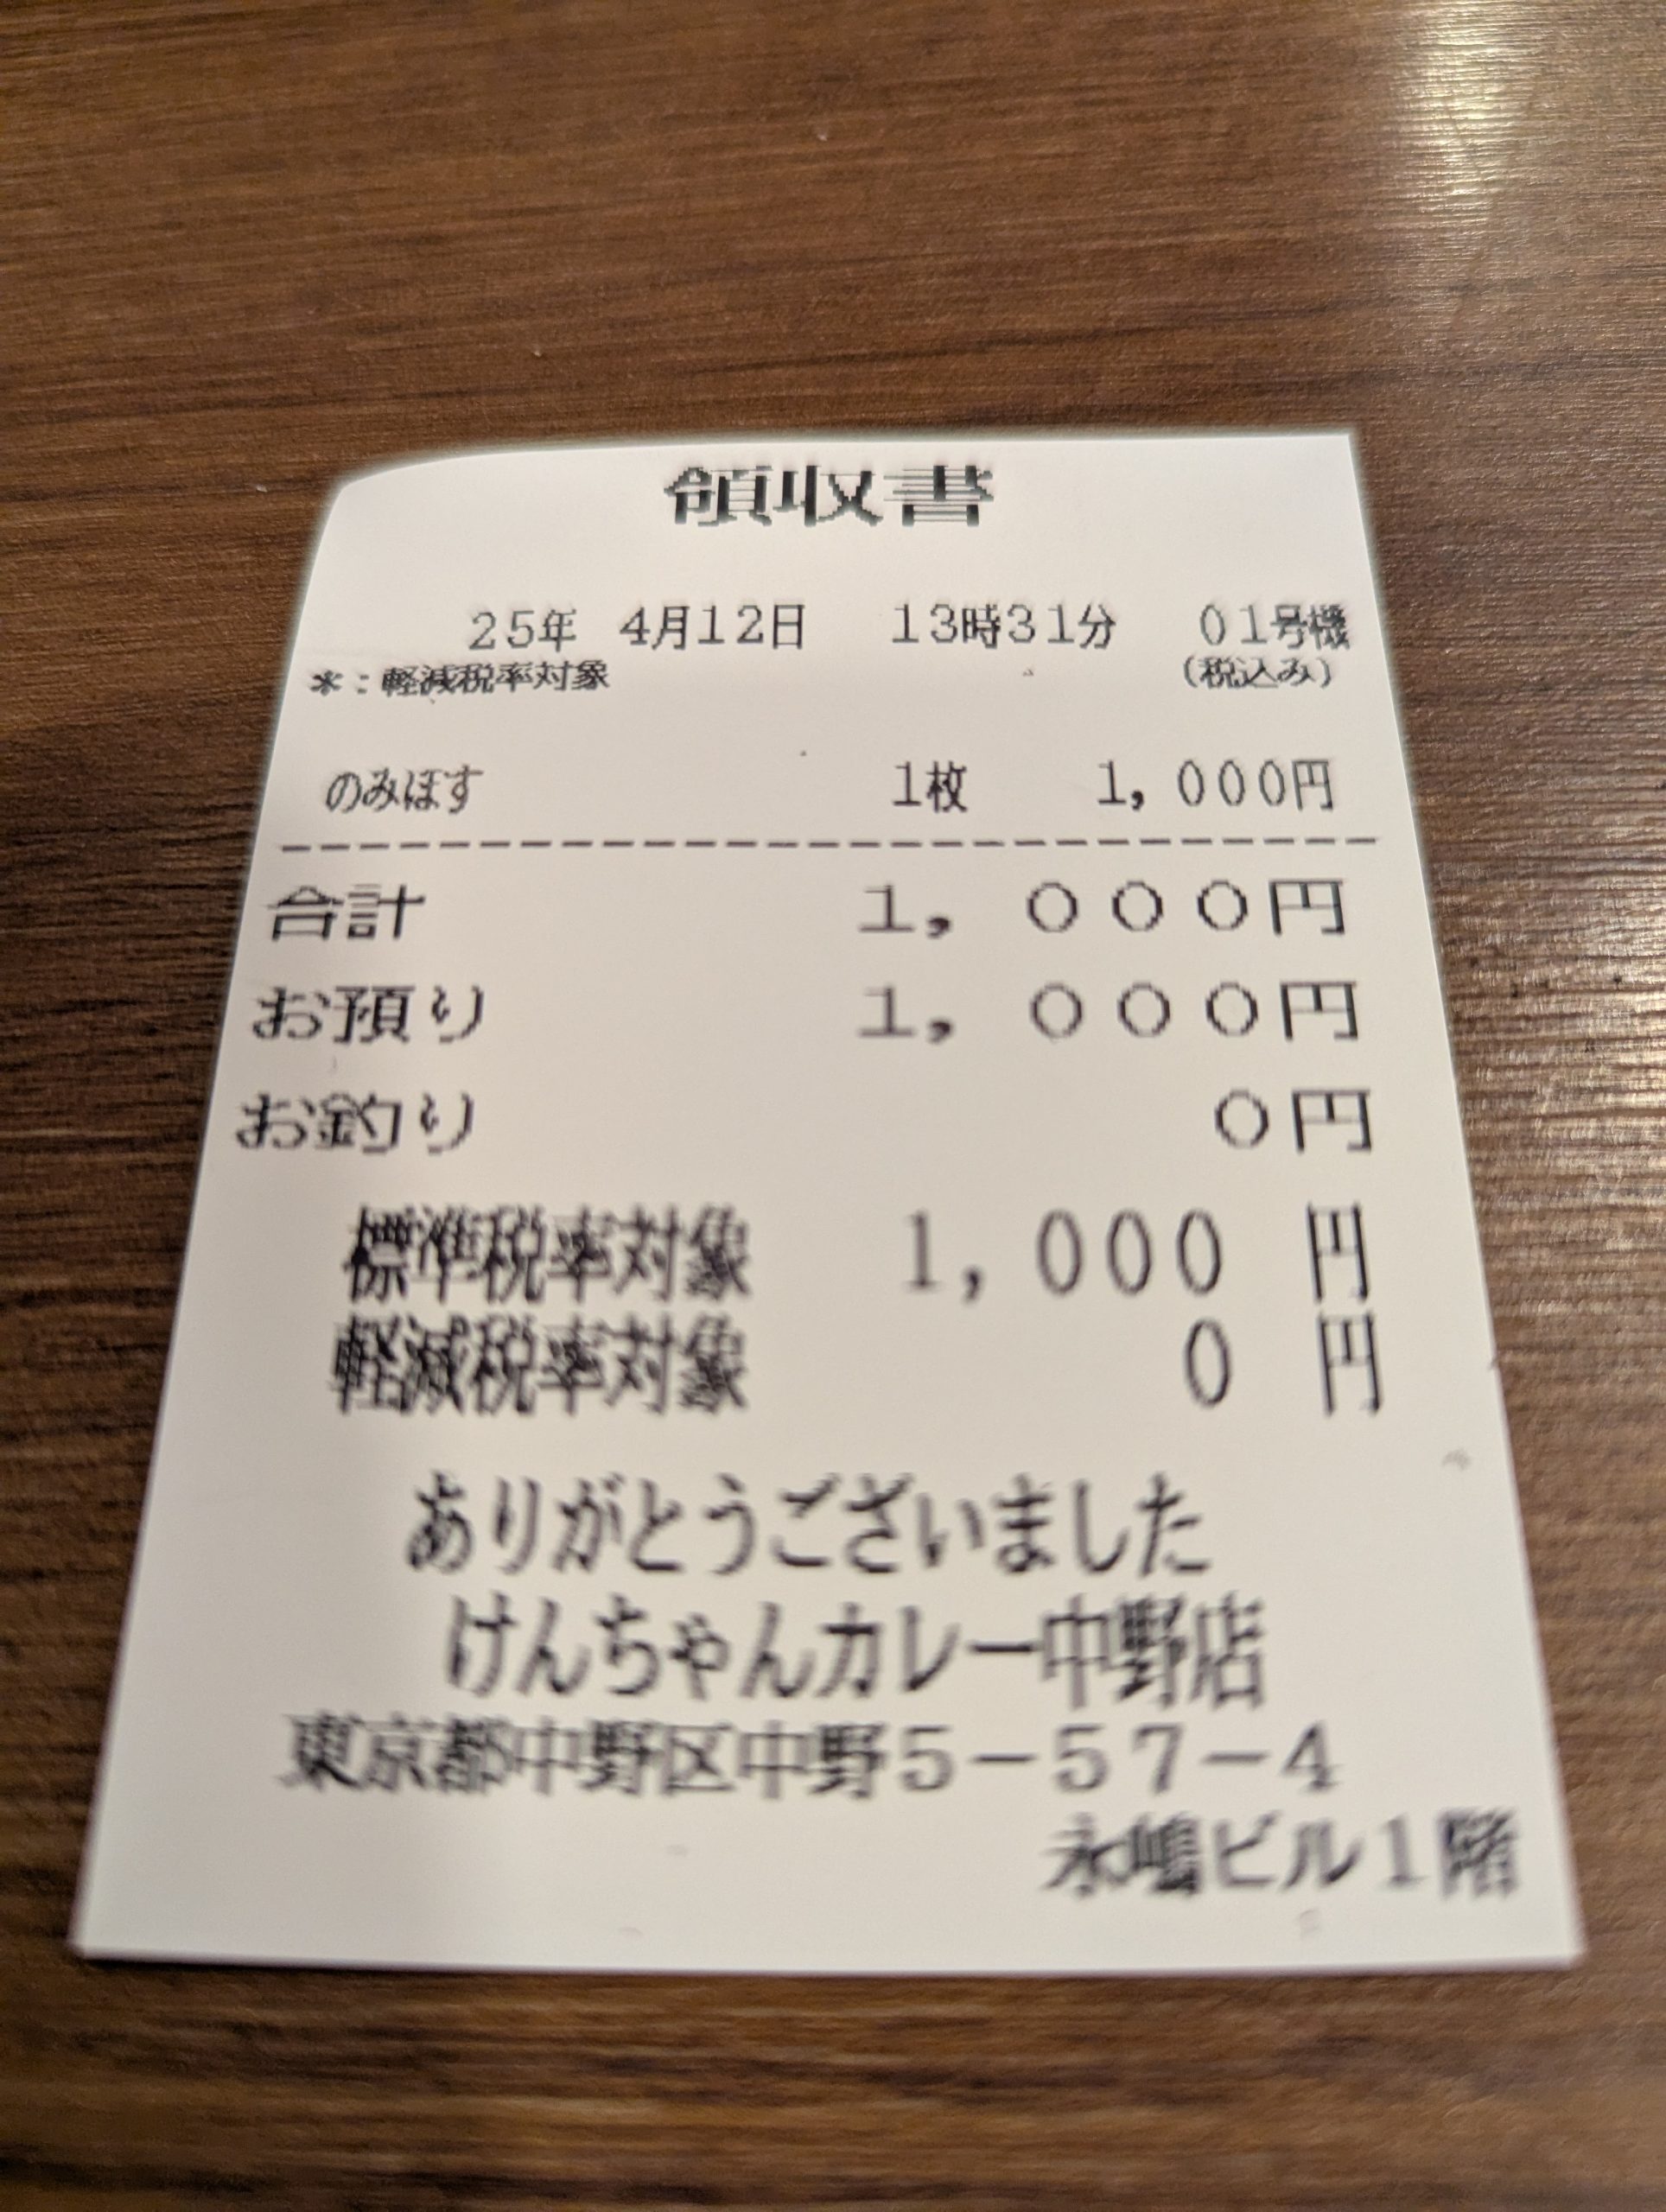 領収書
25年 4月12日 13時31分 01号機
*:軽減税率対象 (税込み)
のみほす 1枚 1,000円
合計 1,000円
お預り 1,000円
お釣り 0円
標準税率対象 1,000 円
軽減税率対象 0 円
ありがとうございました
けんちゃんカレー中野店
東京都中野区中野5-57-4
永嶋ビル1階